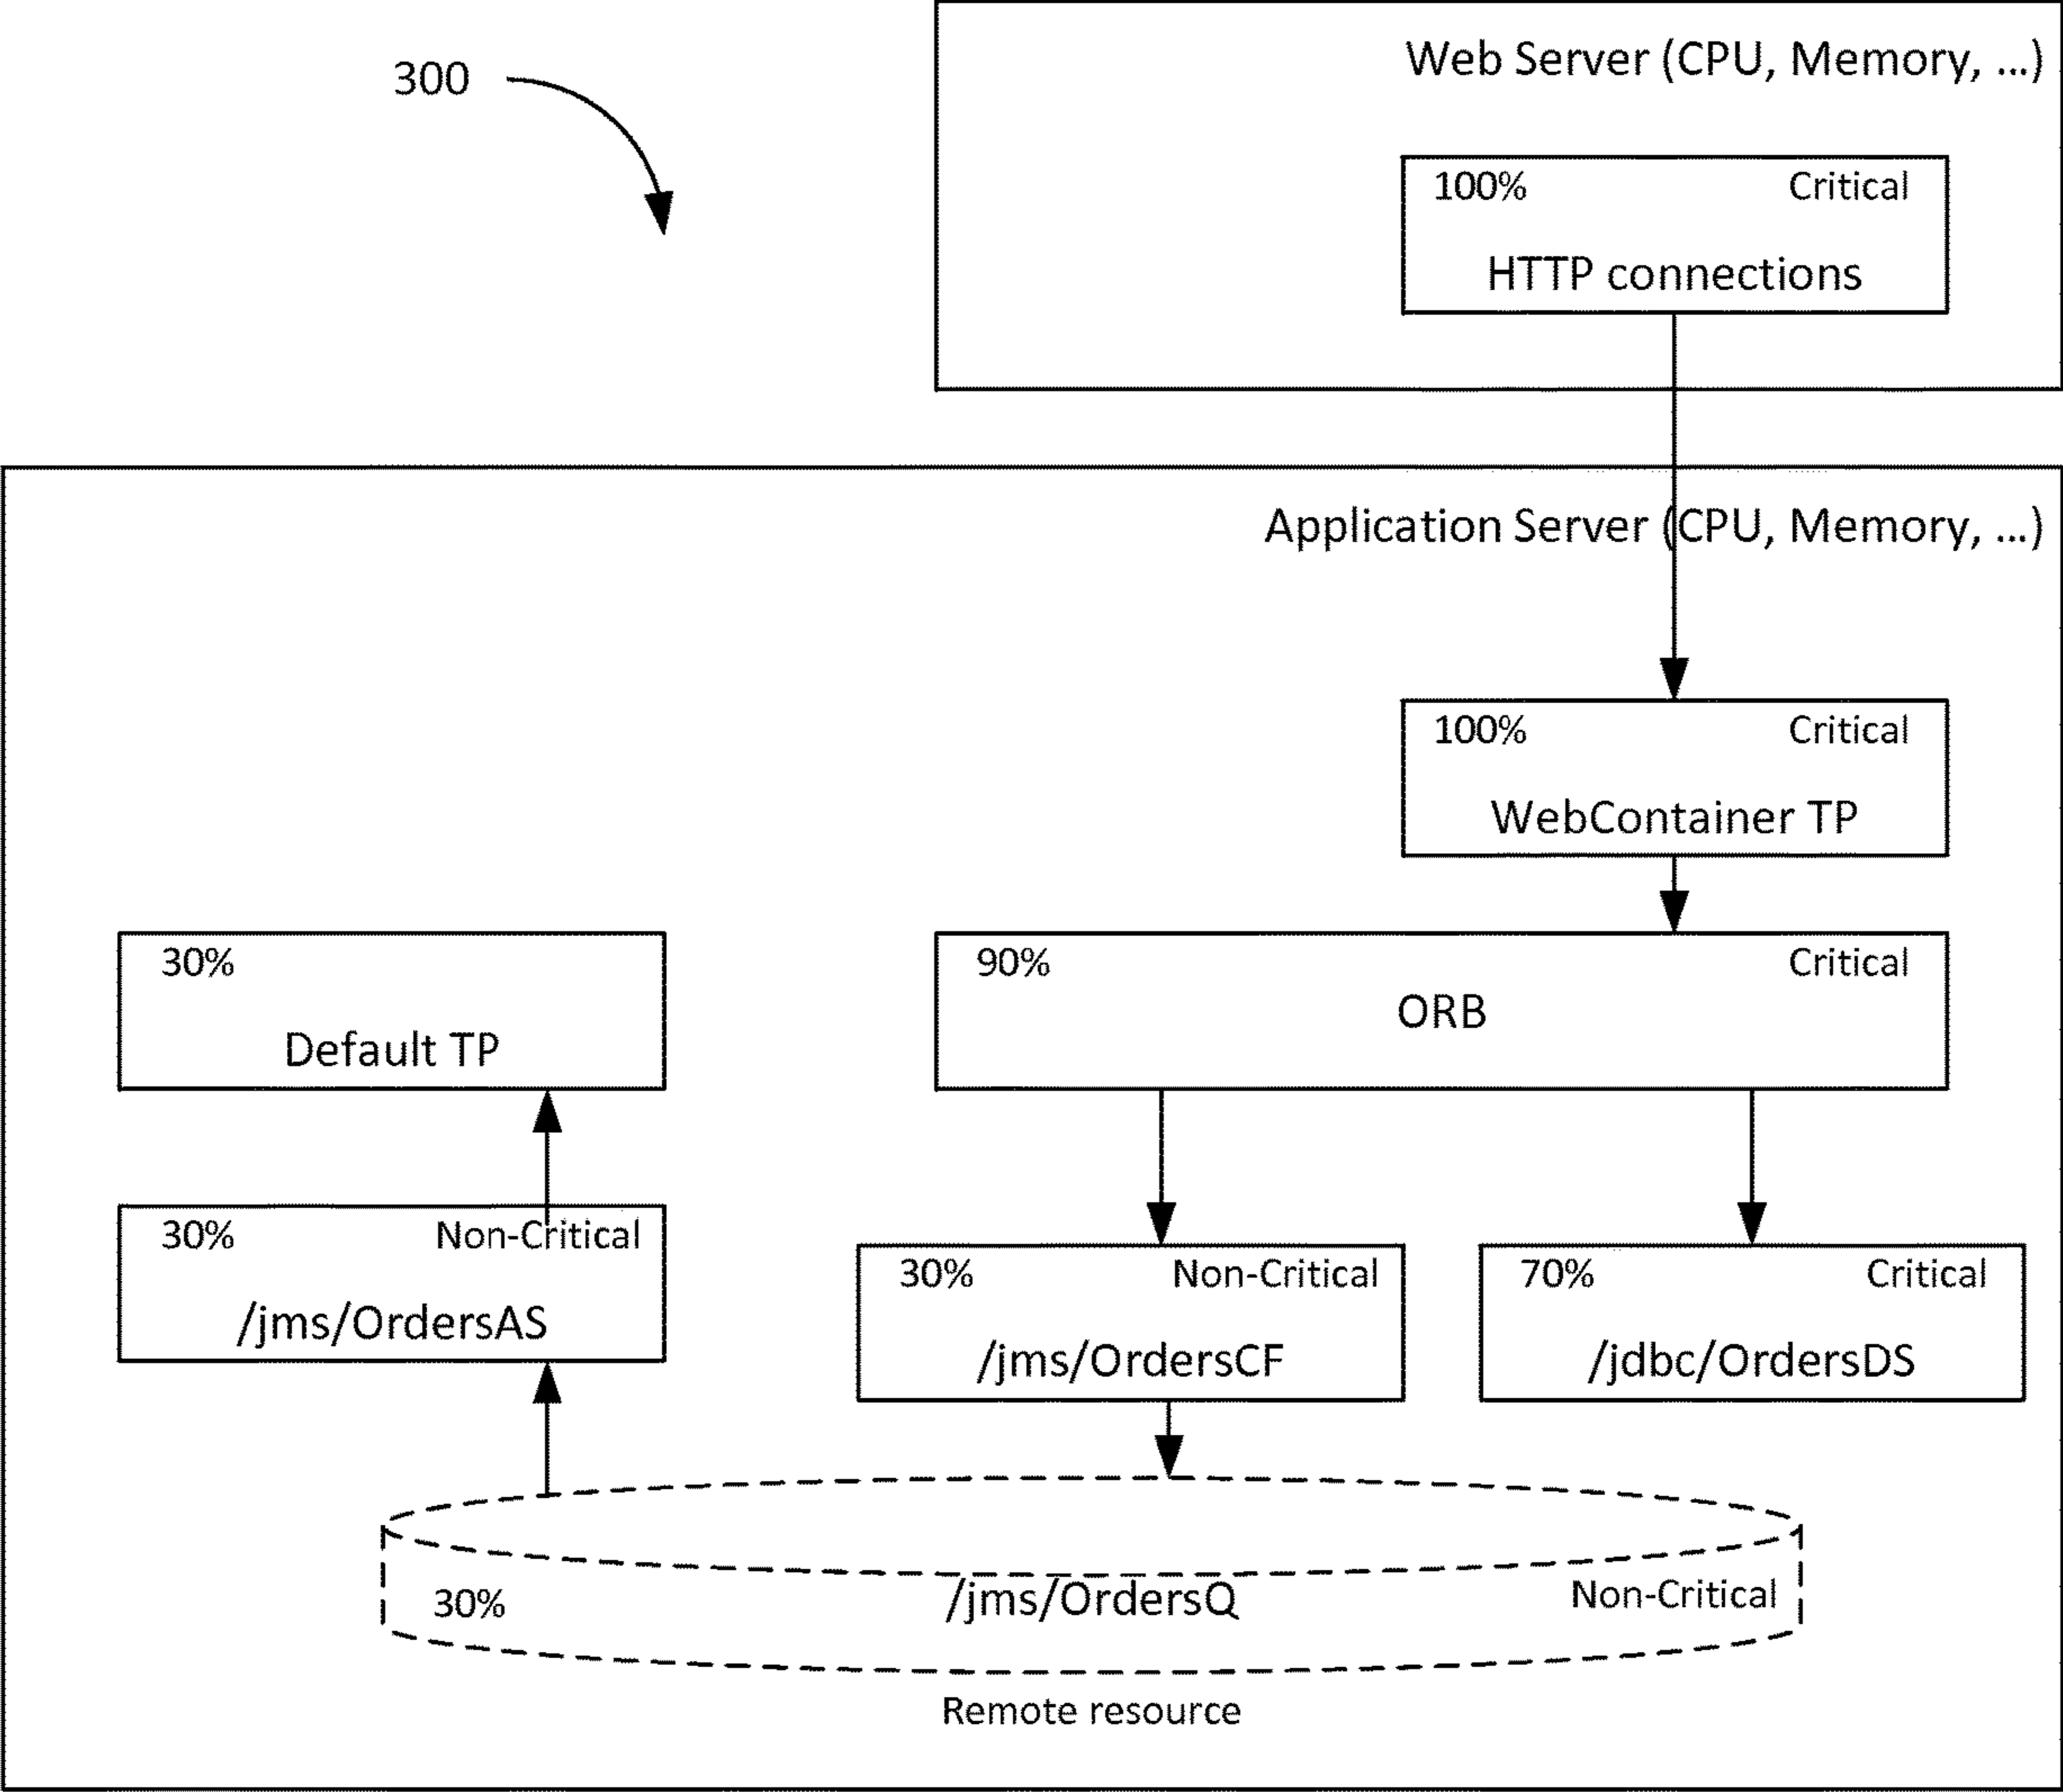 300
Web Server (CPU, Memory, ...)
100% Critical
HTTP connections
Application Server (CPU, Memory, ...)
100% Critical
WebContainer TP
30%
Default TP
90% Critical
ORB
30% Non-Critical
/jms/OrdersAS
30% Non-Critical
/jms/OrdersCF
70% Critical
/jdbc/OrdersDS
30% /jms/OrdersQ Non-Critical
Remote resource